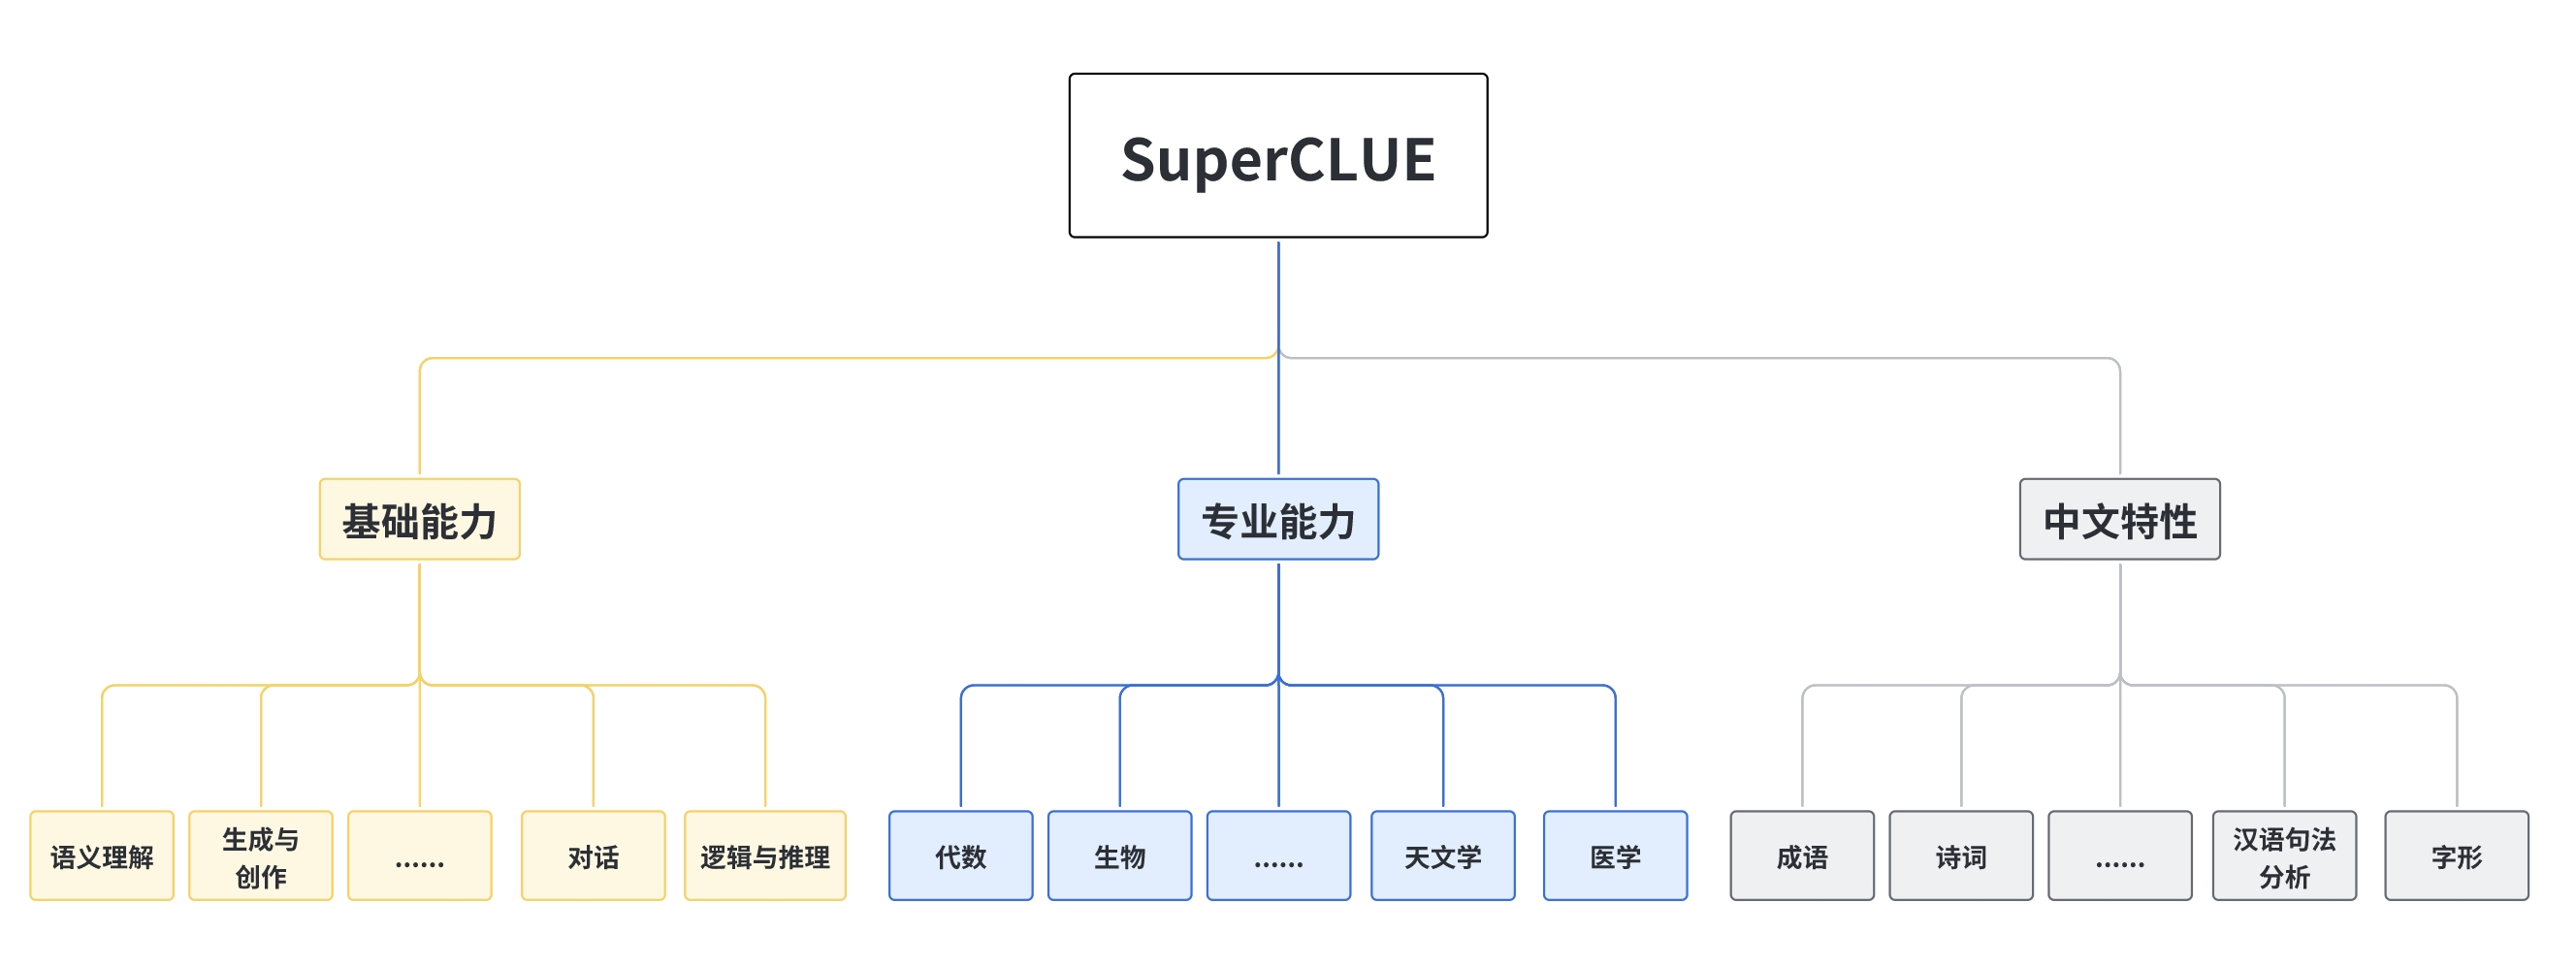 SuperCLUE
基础能力
专业能力
中文特性
语义理解
生成与
创作
......
对话
逻辑与推理
代数
生物
......
天文学
医学
成语
诗词
......
汉语句法
分析
字形